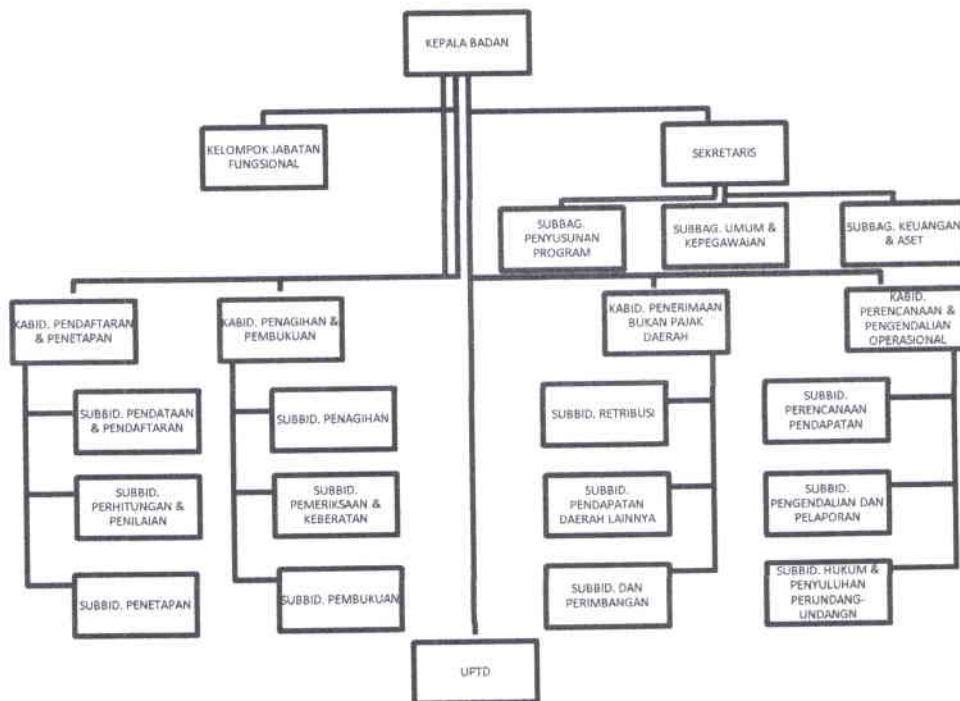 KEPALA BADAN
KELOMPOK JABATAN
FUNGSIONAL
SEKRETARIS
SUBBAG.
PENYUSUNAN
PROGRAM
SUBBAG. UMUM &
KEPEGAWAIAN
SUBBAG. KEUANGAN
& ASET
KABID. PENDAFTARAN
& PENETAPAN
KABID. PENAGIHAN &
PEMBUKUAN
KABID. PENERIMAAN
BUKAN PAJAK
DAERAH
KABID.
PERENCANAAN &
PENGENDALIAN
OPERASIONAL
SUBBID. PENDATAAN
& PENDAFTARAN
SUBBID. PENAGIHAN
SUBBID. RETRIBUSI
SUBBID.
PERENCANAAN
PENDAPATAN
SUBBID.
PERHITUNGAN &
PENILAIAN
SUBBID.
PEMERIKSAAN &
KEBERATAN
SUBBID.
PENDAPATAN
DAERAH LAINNYA
SUBBID.
PENGENDALIAN DAN
PELAPORAN
SUBBID. PENETAPAN
SUBBID. PEMBUKUAN
SUBBID. DAN
PERIMBANGAN
SUBBID. HUKUM &
PENYULUHAN
PERUNDANG-
UNDANGN
UPTD